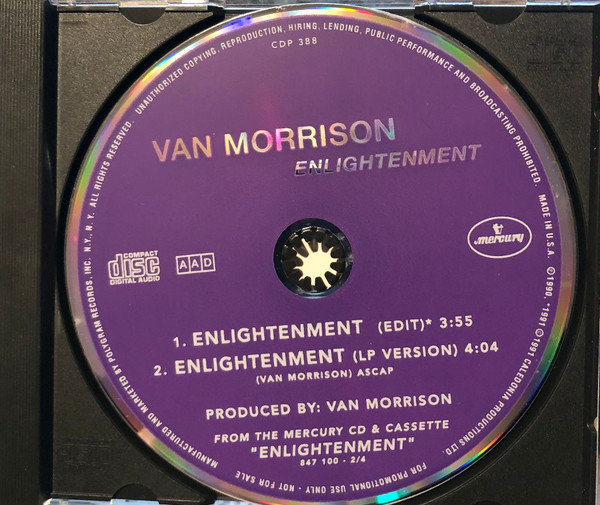 UNAUTHORIZED COPYING, REPRODUCTION, HIRING, LENDING, PUBLIC PERFORMANCE AND BROADCASTING PROHIBITED. MADE IN U.S.A. ℗ 1990, *1991 © 1991 CALEDONIA PRODUCTIONS LTD.
CDP 388
VAN MORRISON
ENLIGHTENMENT
mercury
COMPACT
disc
DIGITAL AUDIO
AAD
1. ENLIGHTENMENT (EDIT)* 3:55
2. ENLIGHTENMENT (LP VERSION) 4:04
(VAN MORRISON) ASCAP
PRODUCED BY: VAN MORRISON
FROM THE MERCURY CD & CASSETTE
"ENLIGHTENMENT"
847 100 - 2/4
FOR PROMOTIONAL USE ONLY - NOT FOR SALE
MANUFACTURED AND MARKETED BY POLYGRAM RECORDS, INC. N.Y., N.Y. ALL RIGHTS RESERVED.